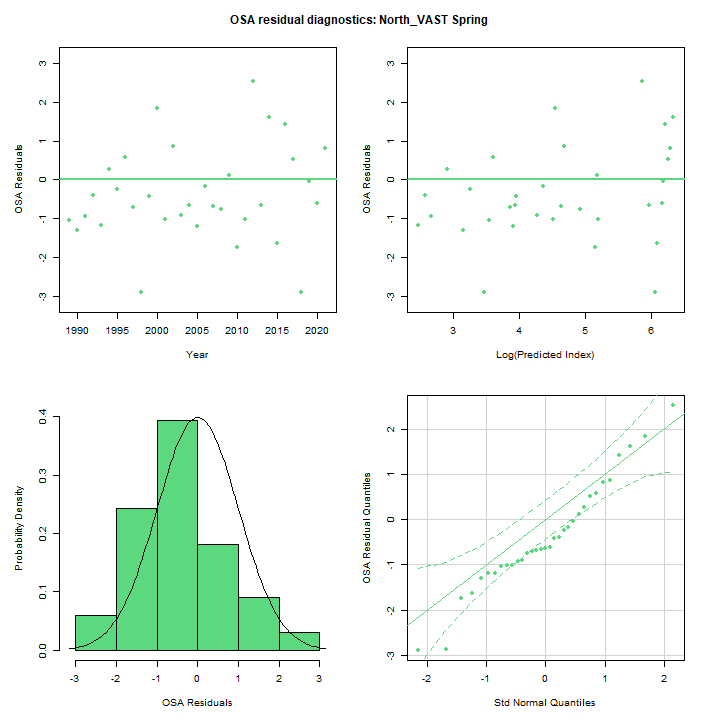 OSA residual diagnostics: North_VAST Spring
OSA Residuals
3
2
1
0
-1
-2
-3
1990 1995 2000 2005 2010 2015 2020
Year
OSA Residuals
3
2
1
0
-1
-2
-3
3 4 5 6
Log(Predicted Index)
Probability Density
0.4
0.3
0.2
0.1
0.0
-3 -2 -1 0 1 2 3
OSA Residuals
OSA Residual Quantiles
2
1
0
-1
-2
-3
-2 -1 0 1 2
Std Normal Quantiles